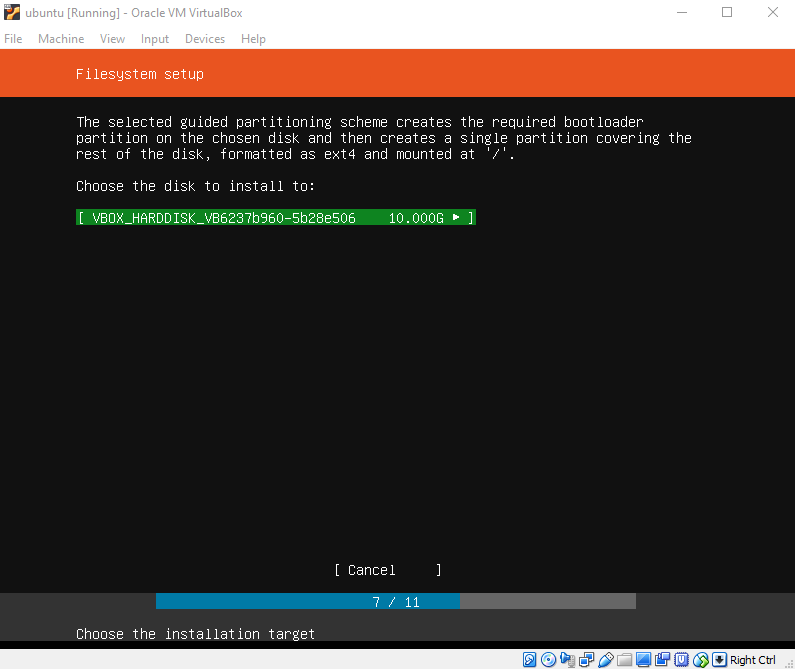 ubuntu [Running] - Oracle VM VirtualBox
File Machine View Input Devices Help
Filesystem setup
The selected guided partitioning scheme creates the required bootloader
partition on the chosen disk and then creates a single partition covering the
rest of the disk, formatted as ext4 and mounted at '/'.
Choose the disk to install to:
[ VBOX_HARDDISK_VB6237b960-5b28e506 10.000G ► ]
[ Cancel ]
7 / 11
Choose the installation target
Right Ctrl